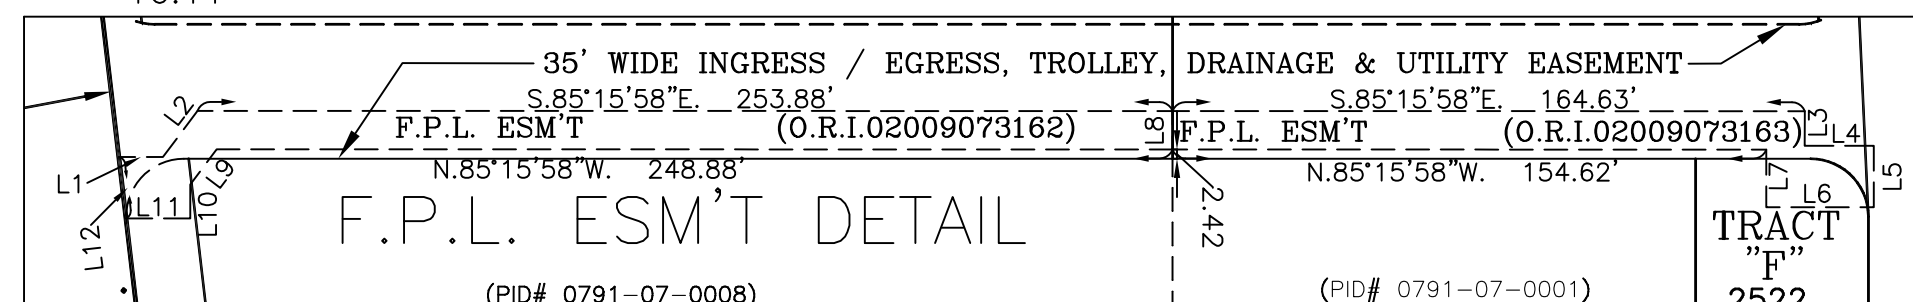 35' WIDE INGRESS / EGRESS, TROLLEY, DRAINAGE & UTILITY EASEMENT
S.85°15'58"E. 253.88'
S.85°15'58"E. 164.63'
L2
F.P.L. ESM'T (O.R.I.02009073162)
L8
F.P.L. ESM'T (O.R.I.02009073163)
L3
L4
N.85°15'58"W. 248.88'
N.85°15'58"W. 154.62'
L1
L9
L7
L5
L11
L10
L6
L12
F.P.L. ESM'T DETAIL
2.42
TRACT
"F"
2522
(PID# 0791-07-0008)
(PID# 0791-07-0001)